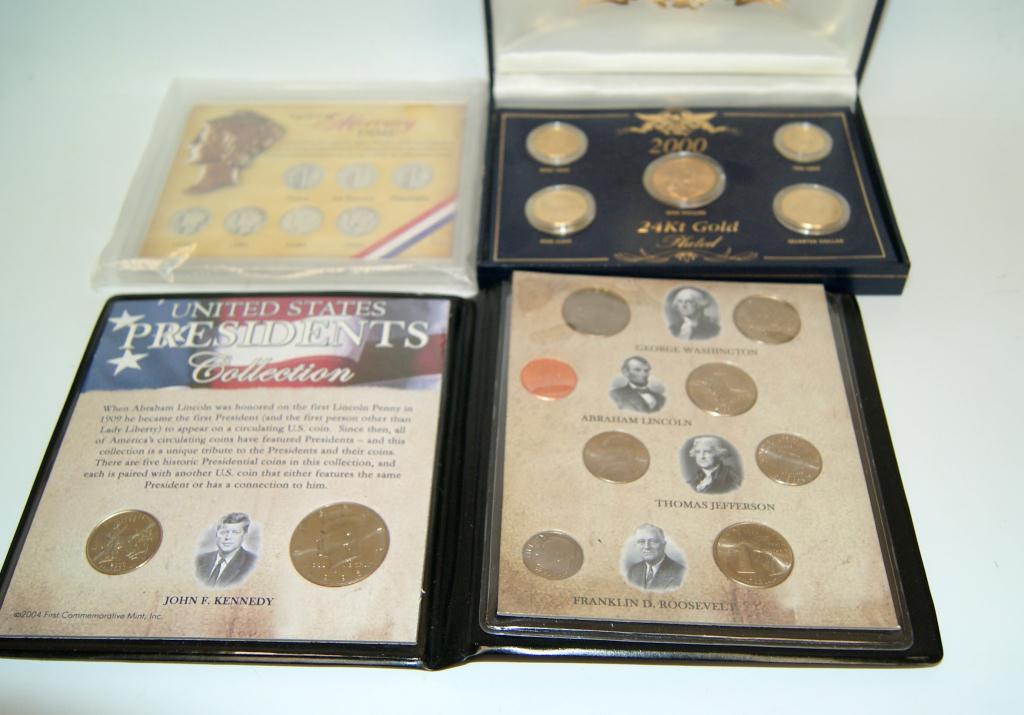 Mercury
2000
24Kt Gold
Plated
UNITED STATES
PRESIDENTS
Collection
When Abraham Lincoln was honored on the first Lincoln Penny in
1909 he became the first President (and the first person other than
Lady Liberty) to appear on a circulating U.S. coin. Since then, all
of America's circulating coins have featured Presidents – and this
collection is a unique tribute to the Presidents and their coins.
There are five historic Presidential coins in this collection, and
each is paired with another U.S. coin that either features the same
President or has a connection to him.
JOHN F. KENNEDY
©2004 First Commemorative Mint, Inc.
GEORGE WASHINGTON
ABRAHAM LINCOLN
THOMAS JEFFERSON
FRANKLIN D. ROOSEVELT